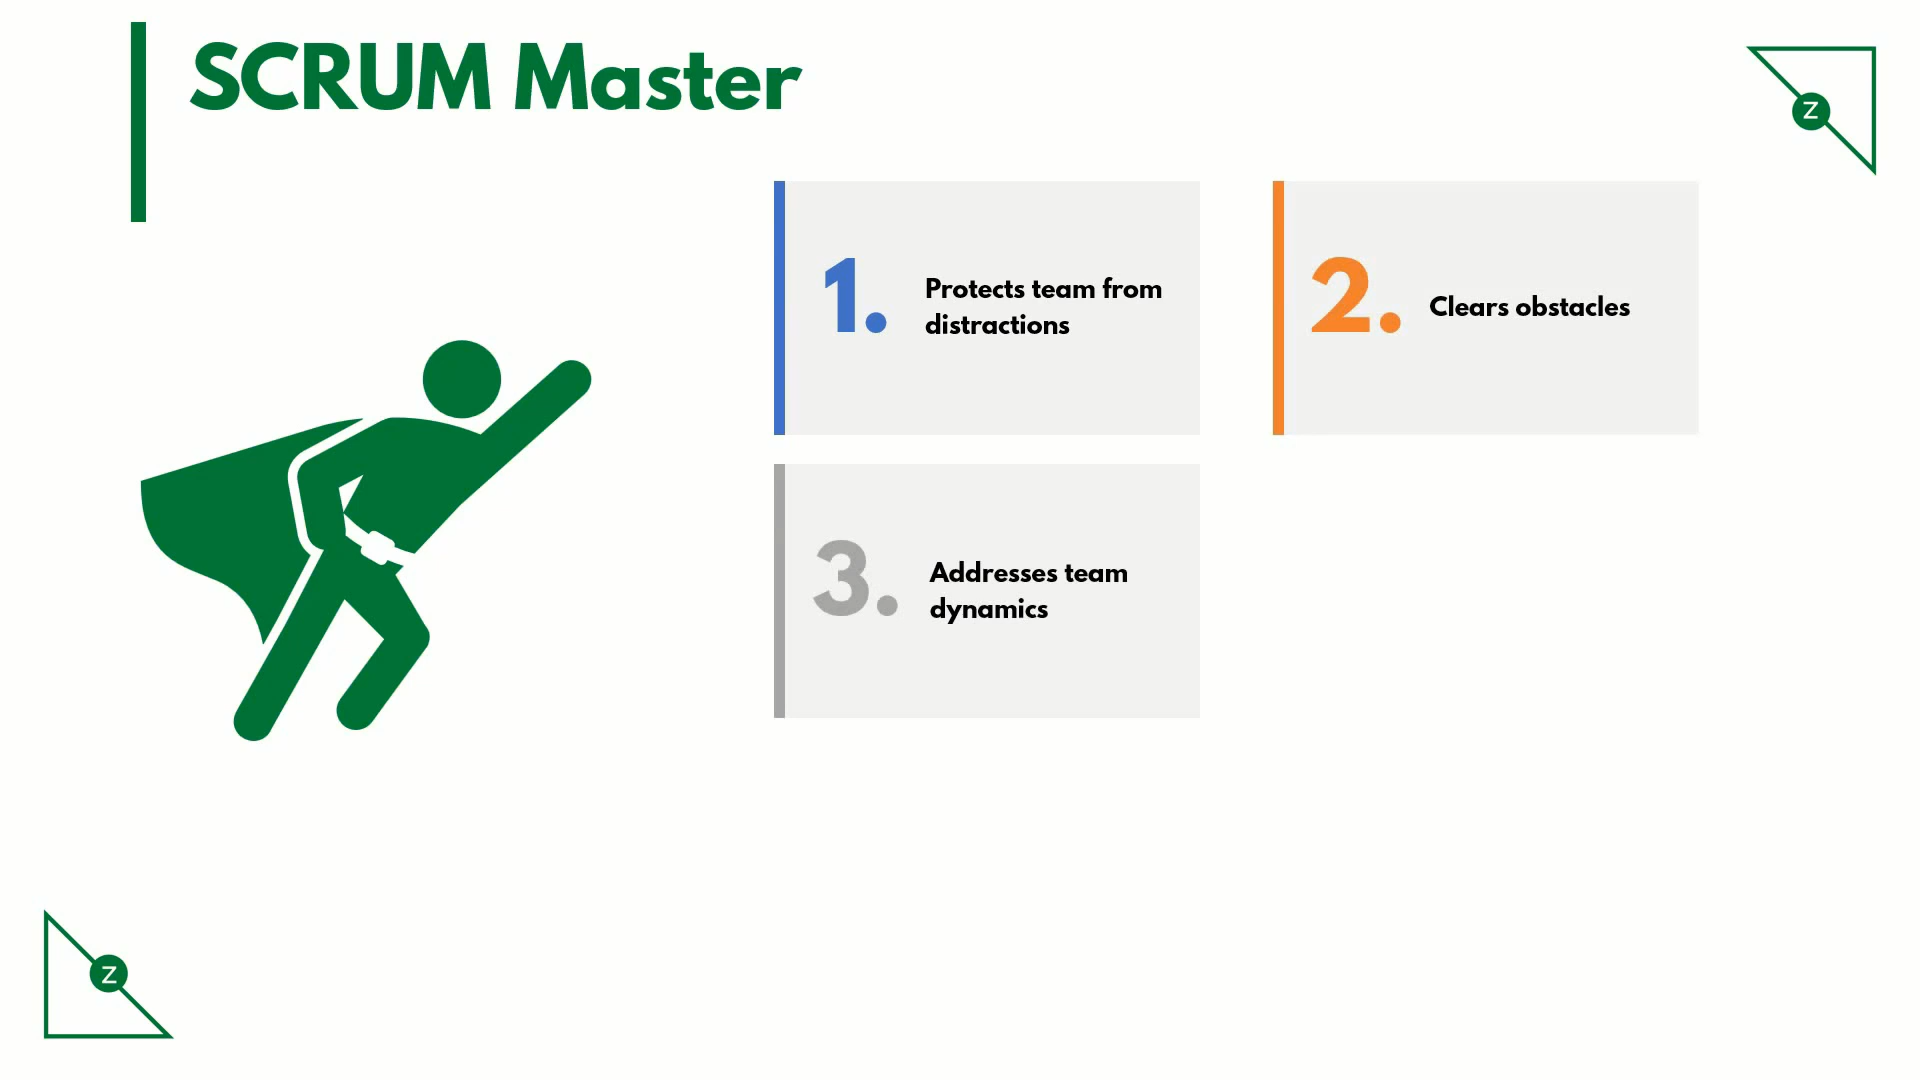 SCRUM Master
Z
1.
Protects team from
distractions
2.
Clears obstacles
3.
Addresses team
dynamics
Z